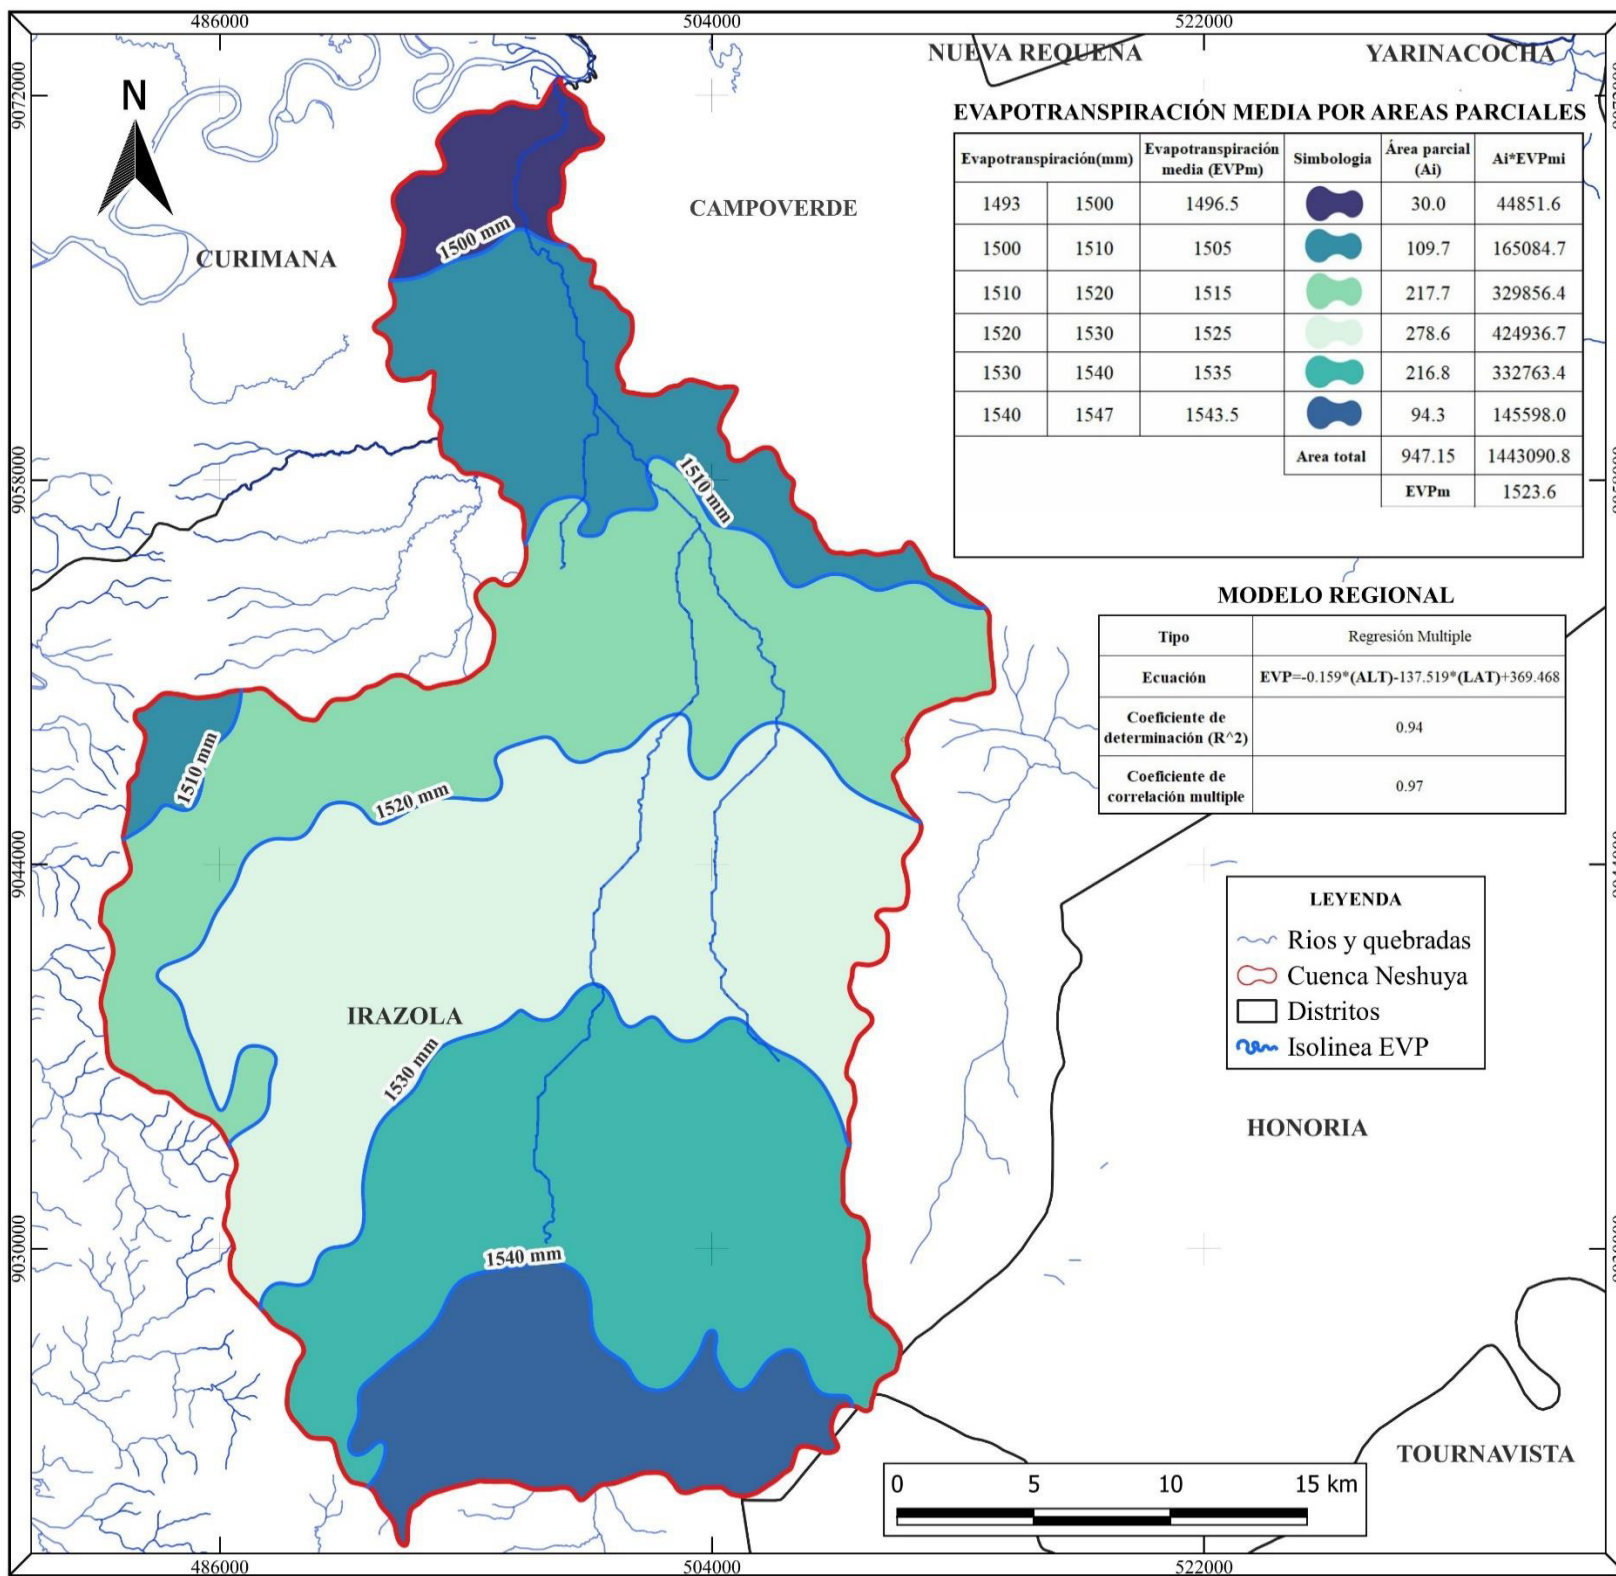 486000
504000
522000
NUEVA REQUENA
YARINACOCHA
N
9072000
EVAPOTRANSPIRACIÓN MEDIA POR AREAS PARCIALES
Evapotranspiración(mm) Evapotranspiración media (EVPm) Simbologia Área parcial (Ai) Ai*EVPmi
1493 1500 1496.5 30.0 44851.6
1500 1510 1505 109.7 165084.7
1510 1520 1515 217.7 329856.4
1520 1530 1525 278.6 424936.7
1530 1540 1535 216.8 332763.4
1540 1547 1543.5 94.3 145598.0
Area total 947.15 1443090.8
EVPm 1523.6
CAMPOVERDE
CURIMANA
1500 mm
9058000
1510 mm
MODELO REGIONAL
Tipo Regresión Multiple
Ecuación EVP=-0.159*(ALT)-137.519*(LAT)+369.468
Coeficiente de determinación (R^2) 0.94
Coeficiente de correlación multiple 0.97
1510 mm
1520 mm
9044000
9044000
LEYENDA
Rios y quebradas
Cuenca Neshuya
Distritos
Isolinea EVP
IRAZOLA
1530 mm
HONORIA
9030000
1540 mm
TOURNAVISTA
0 5 10 15 km
486000
504000
522000